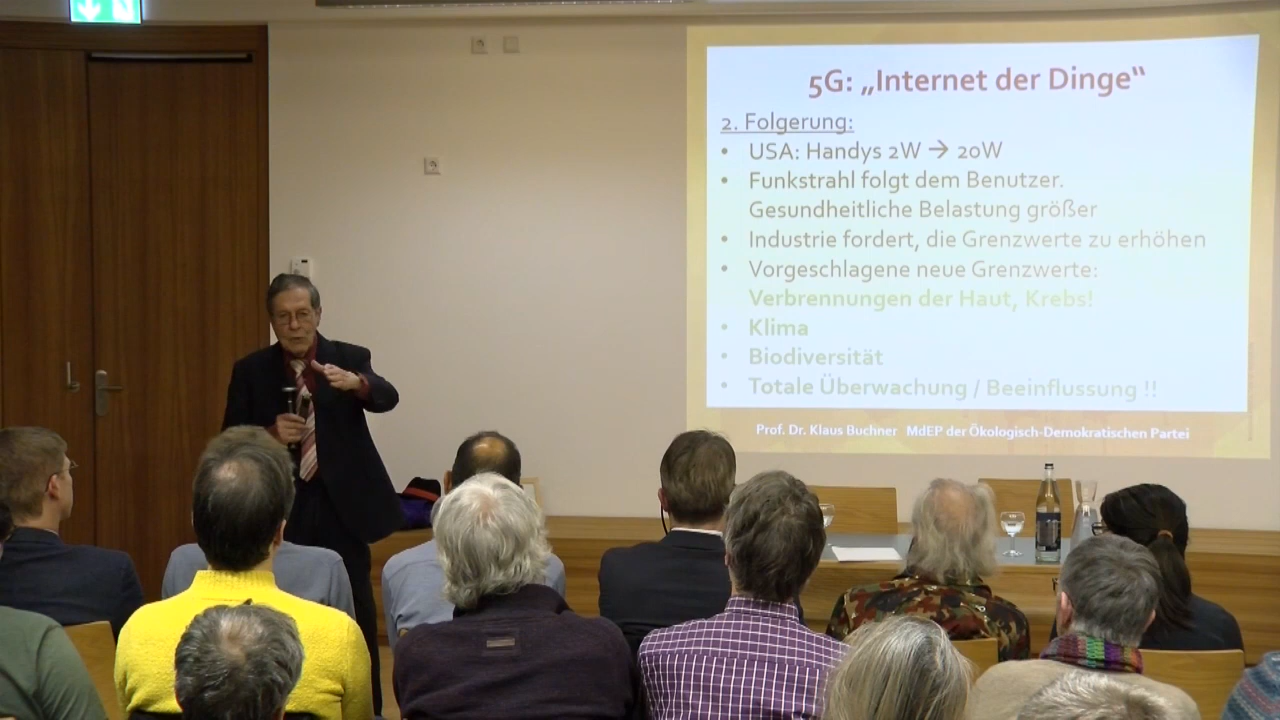 5G: „Internet der Dinge“
2. Folgerung:
• USA: Handys 2W → 20W
• Funkstrahl folgt dem Benutzer.
Gesundheitliche Belastung größer
• Industrie fordert, die Grenzwerte zu erhöhen
• Vorgeschlagene neue Grenzwerte:
Verbrennungen der Haut, Krebs!
• Klima
• Biodiversität
• Totale Überwachung / Beeinflussung !!
Prof. Dr. Klaus Buchner MdEP der Ökologisch-Demokratischen Partei